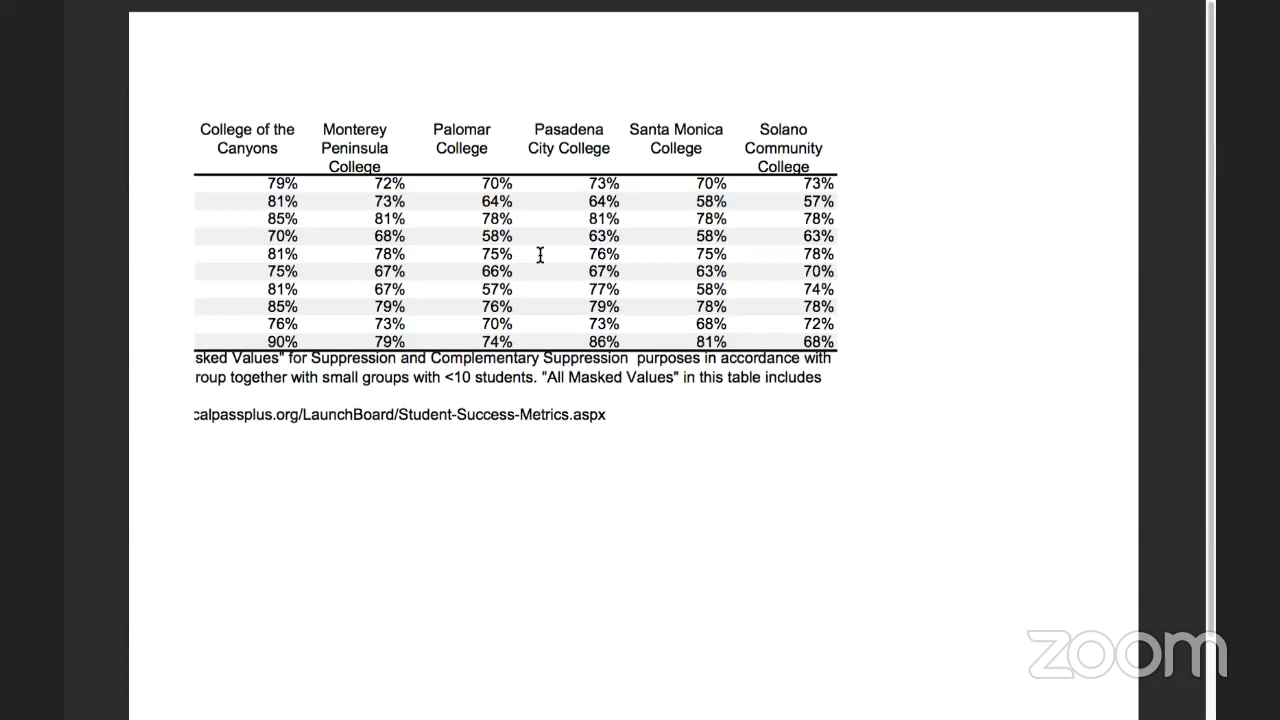 College of the Canyons Monterey Peninsula College Palomar College Pasadena City College Santa Monica College Solano Community College
79% 72% 70% 73% 70% 73%
81% 73% 64% 64% 58% 57%
85% 81% 78% 81% 78% 78%
70% 68% 58% 63% 58% 63%
81% 78% 75% 76% 75% 78%
75% 67% 66% 67% 63% 70%
81% 67% 57% 77% 58% 74%
85% 79% 76% 79% 78% 78%
76% 73% 70% 73% 68% 72%
90% 79% 74% 86% 81% 68%
sked Values" for Suppression and Complementary Suppression purposes in accordance with
roup together with small groups with <10 students. "All Masked Values" in this table includes
calpassplus.org/LaunchBoard/Student-Success-Metrics.aspx
zoom